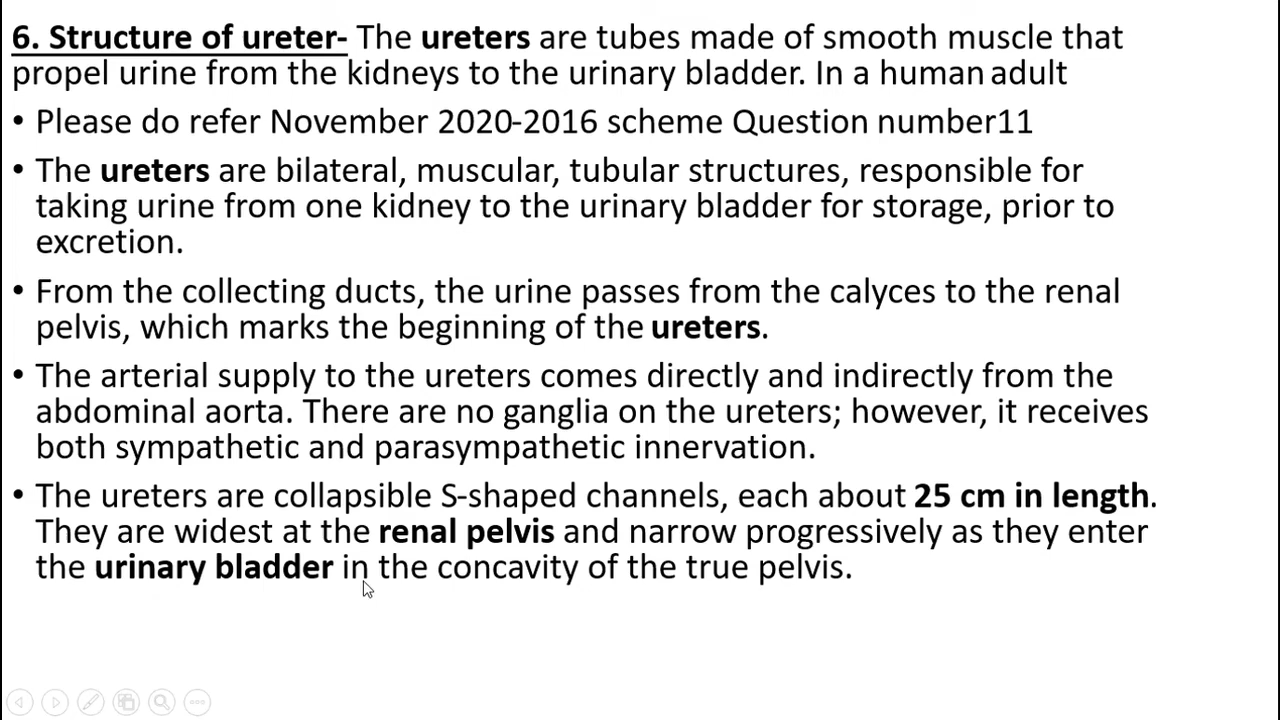 6. Structure of ureter- The ureters are tubes made of smooth muscle that
propel urine from the kidneys to the urinary bladder. In a human adult
• Please do refer November 2020-2016 scheme Question number11
• The ureters are bilateral, muscular, tubular structures, responsible for
taking urine from one kidney to the urinary bladder for storage, prior to
excretion.
• From the collecting ducts, the urine passes from the calyces to the renal
pelvis, which marks the beginning of the ureters.
• The arterial supply to the ureters comes directly and indirectly from the
abdominal aorta. There are no ganglia on the ureters; however, it receives
both sympathetic and parasympathetic innervation.
• The ureters are collapsible S-shaped channels, each about 25 cm in length.
They are widest at the renal pelvis and narrow progressively as they enter
the urinary bladder in the concavity of the true pelvis.